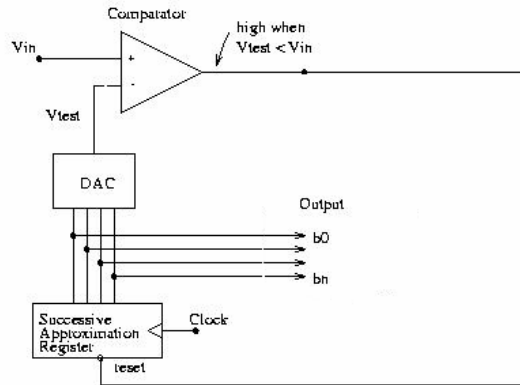 Comparator
high when
Vtest < Vin
Vin
+
-
Vtest
DAC
Output
b0
bn
Successive
Approximation
Register
Clock
reset